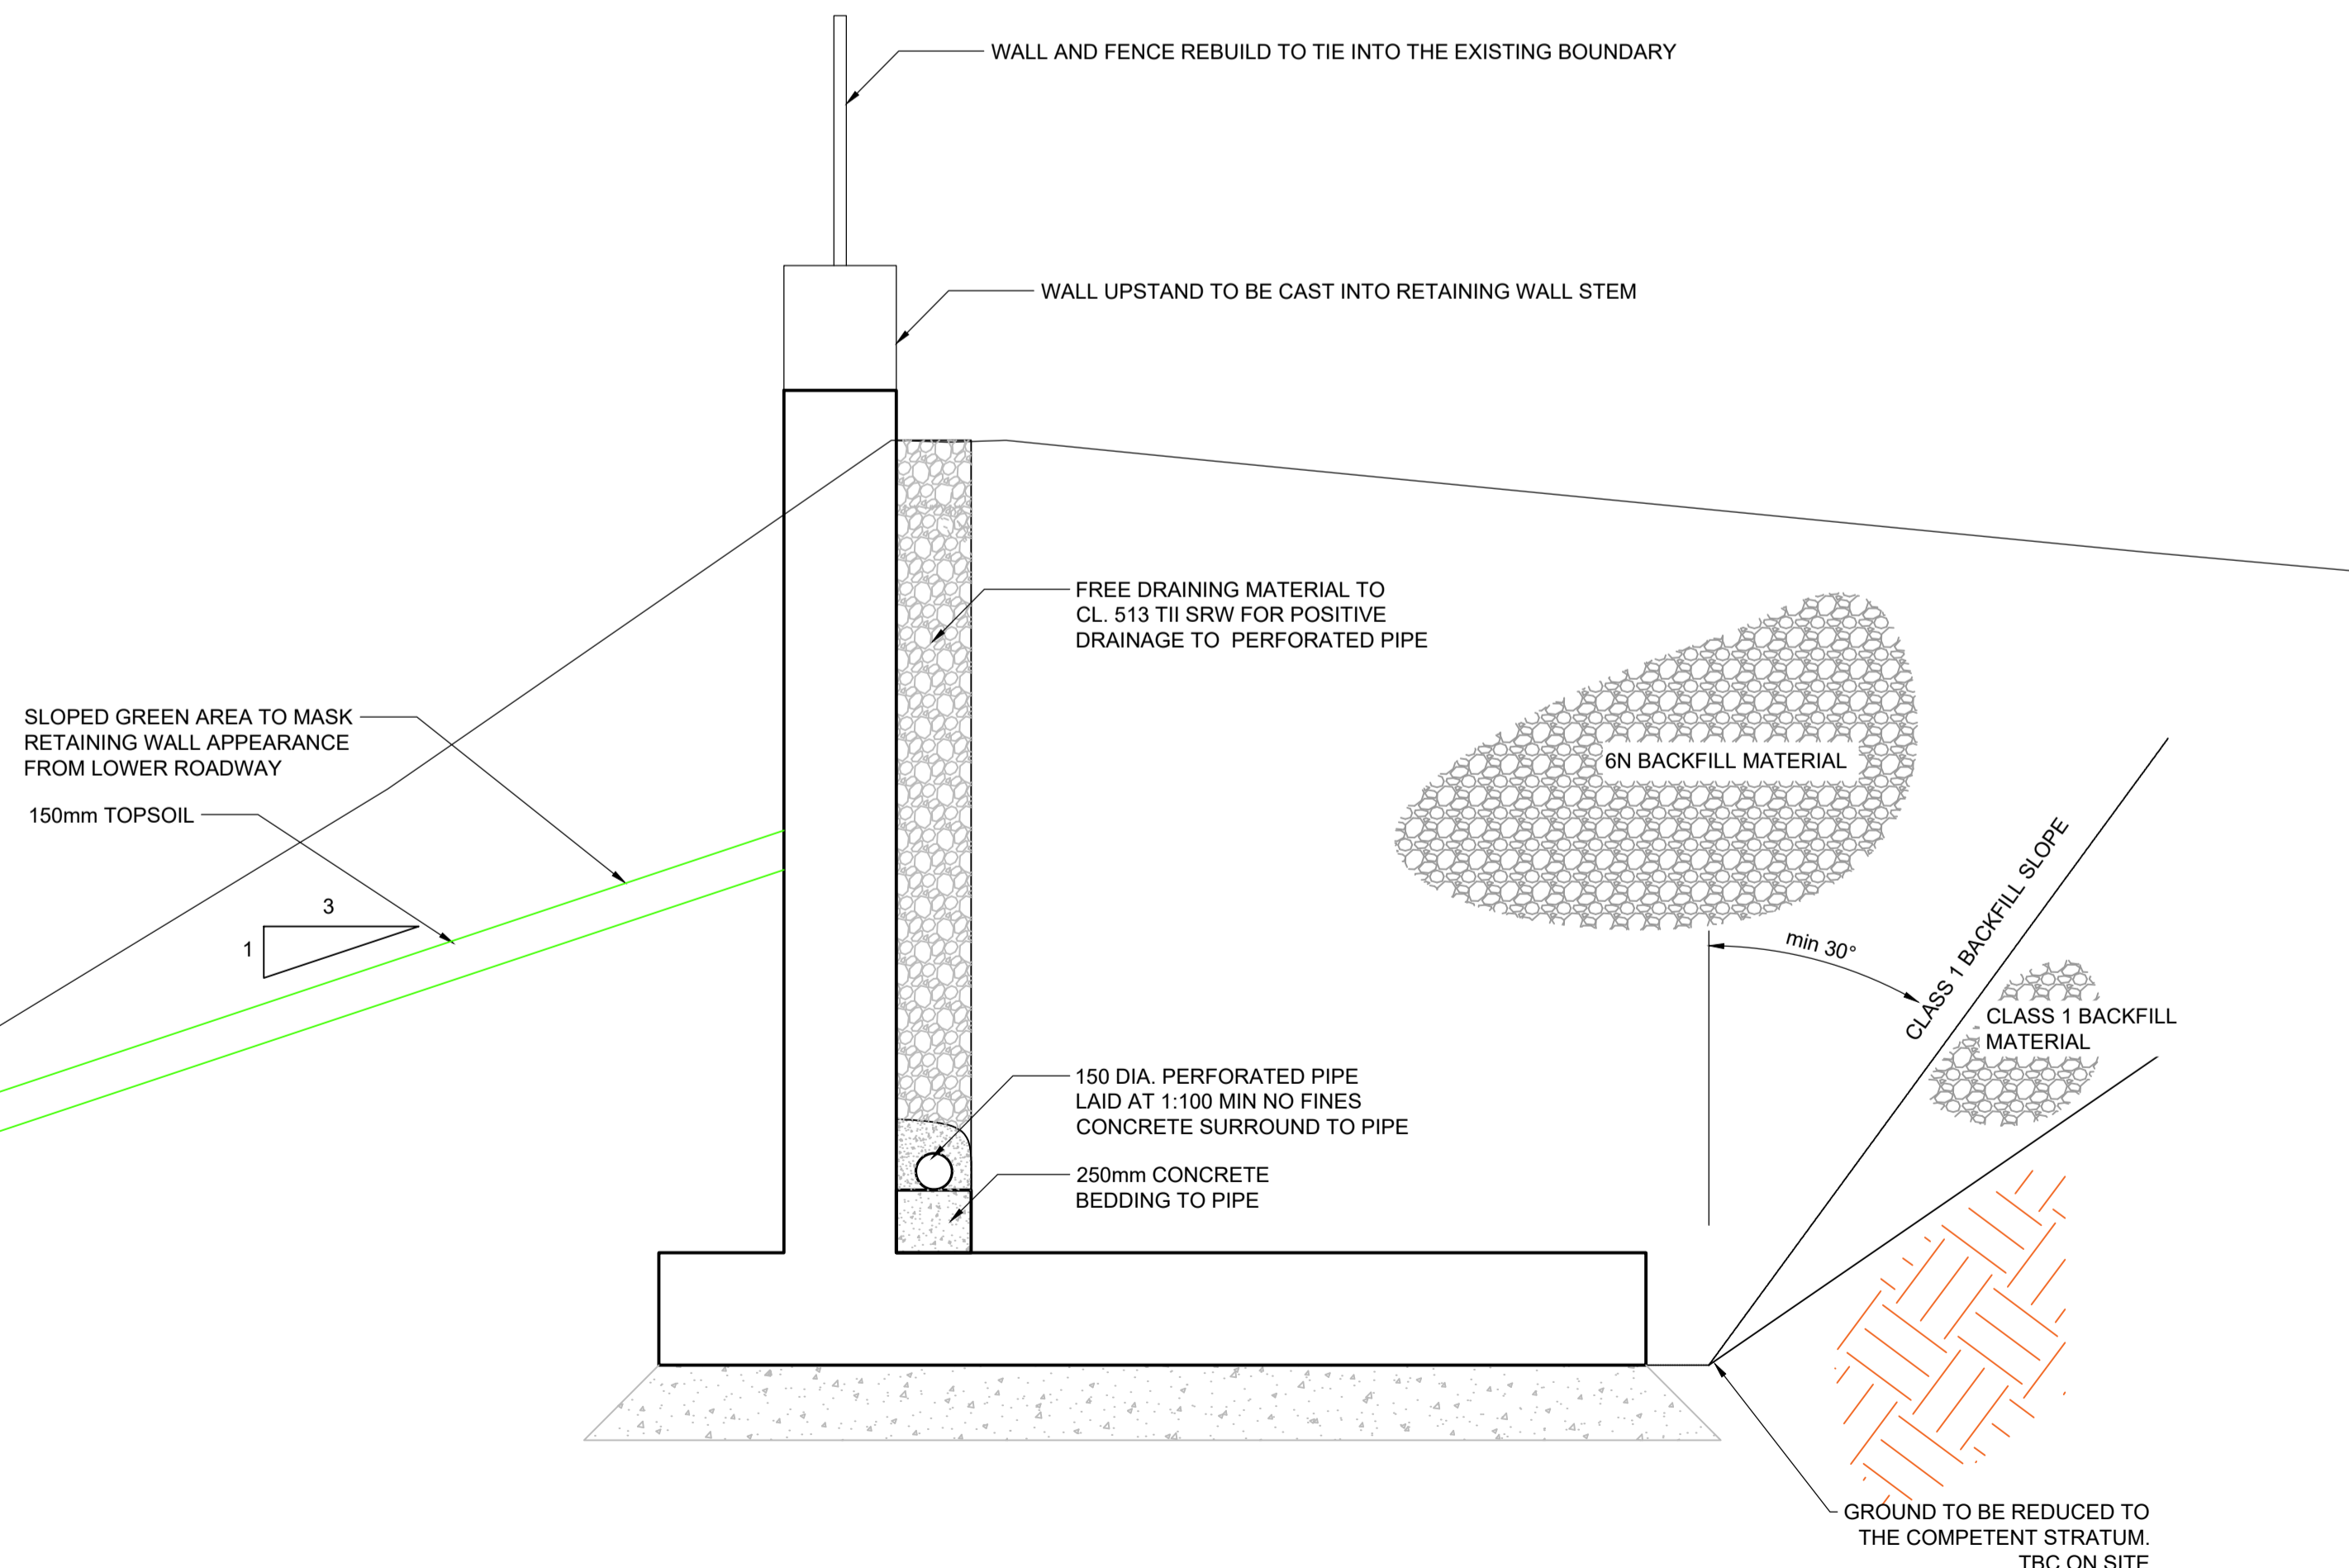 WALL AND FENCE REBUILD TO TIE INTO THE EXISTING BOUNDARY
WALL UPSTAND TO BE CAST INTO RETAINING WALL STEM
FREE DRAINING MATERIAL TO
CL. 513 TII SRW FOR POSITIVE
DRAINAGE TO PERFORATED PIPE
SLOPED GREEN AREA TO MASK
RETAINING WALL APPEARANCE
FROM LOWER ROADWAY
150mm TOPSOIL
3
1
6N BACKFILL MATERIAL
min 30°
CLASS 1 BACKFILL SLOPE
CLASS 1 BACKFILL
MATERIAL
150 DIA. PERFORATED PIPE
LAID AT 1:100 MIN NO FINES
CONCRETE SURROUND TO PIPE
250mm CONCRETE
BEDDING TO PIPE
GROUND TO BE REDUCED TO
THE COMPETENT STRATUM.
TBC ON SITE